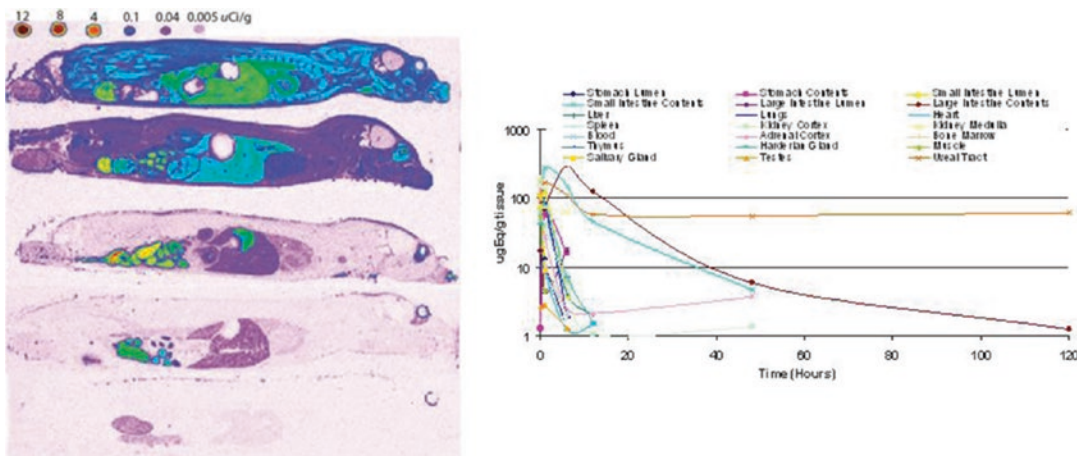 12 8 4 0.1 0.04 0.005 uCi/g
Stomach Lumen Stomach Contents Small Intestine Lumen
Small Intestine Contents Large Intestine Lumen Large Intestine Contents
Liver Lungs Heart
Spleen Kidney Cortex Kidney Medulla
Blood Adrenal Cortex Bone Marrow
Thymus Harderian Gland Muscle
Salivary Gland Testes Uveal Tract
1000
100
10
1
ugEq/g tissue
0 20 40 60 80 100 120
Time (Hours)